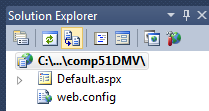 Solution Explorer
C:\...\comp51DMV\
Default.aspx
web.config